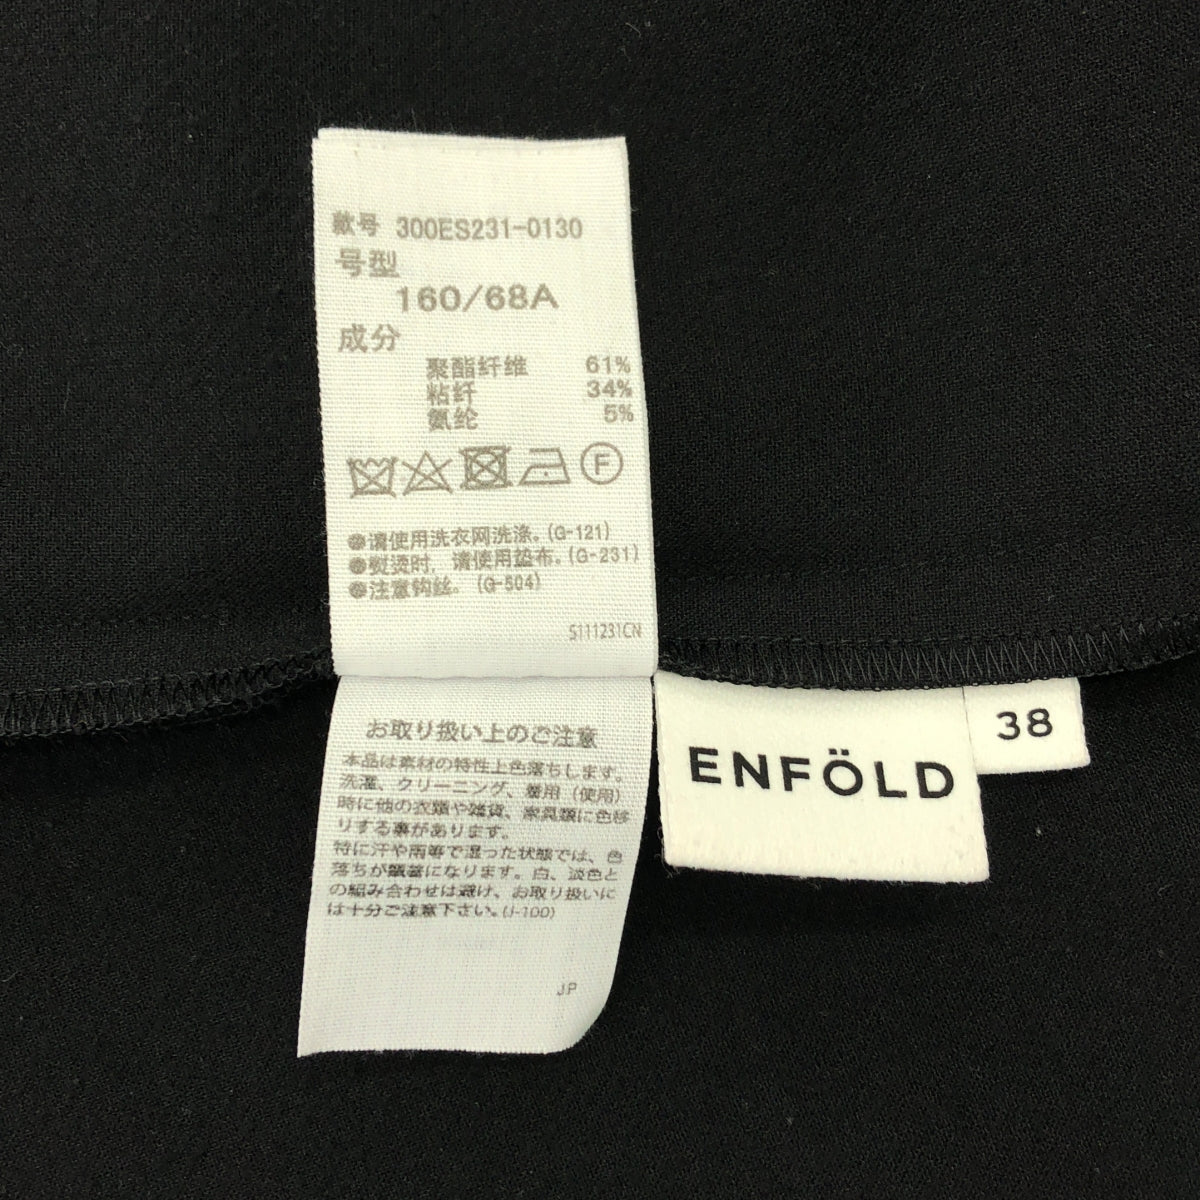 款号 300ES231-0130
号型
160/68A
成分
聚酯纤维 61%
粘纤 34%
氨纶 5%
F
●请使用洗衣网洗涤。(G-121)
●熨烫时，请使用垫布。(G-231)
●注意钩丝。(G-504)
S111231CN
お取り扱い上のご注意
本品は素材の特性上色落ちします。
洗濯、クリーニング、着用（使用）
時に他の衣類や雑貨、家具類に色移
りする事があります。
特に汗や雨等で湿った状態では、色
落ちが顕著になります。白、淡色と
の組み合わせは避け、お取り扱いに
は十分ご注意下さい。(J-100)
JP
ENFÖLD
38